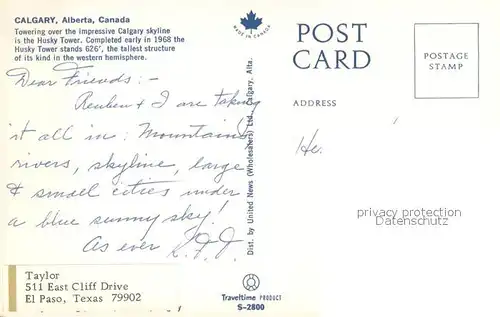 CALGARY, Alberta, Canada
Towering over the impressive Calgary skyline
is the Husky Tower. Completed early in 1968 the
Husky Tower stands 626', the tallest structure
of its kind in the western hemisphere.
Dear Friends: -
Reuben & I are taking
it all in: Mountains
rivers, skyline, large
& small cities under
a blue sunny sky!
As ever
Taylor
511 East Cliff Drive
El Paso, Texas 79902
MADE IN CANADA
Dist. by United News (Wholesalers) Ltd., Calgary, Alta.
Traveltime PRODUCT
S-2800
POST
CARD
ADDRESS
POSTAGE
STAMP
He.
privacy protection
Datenschutz